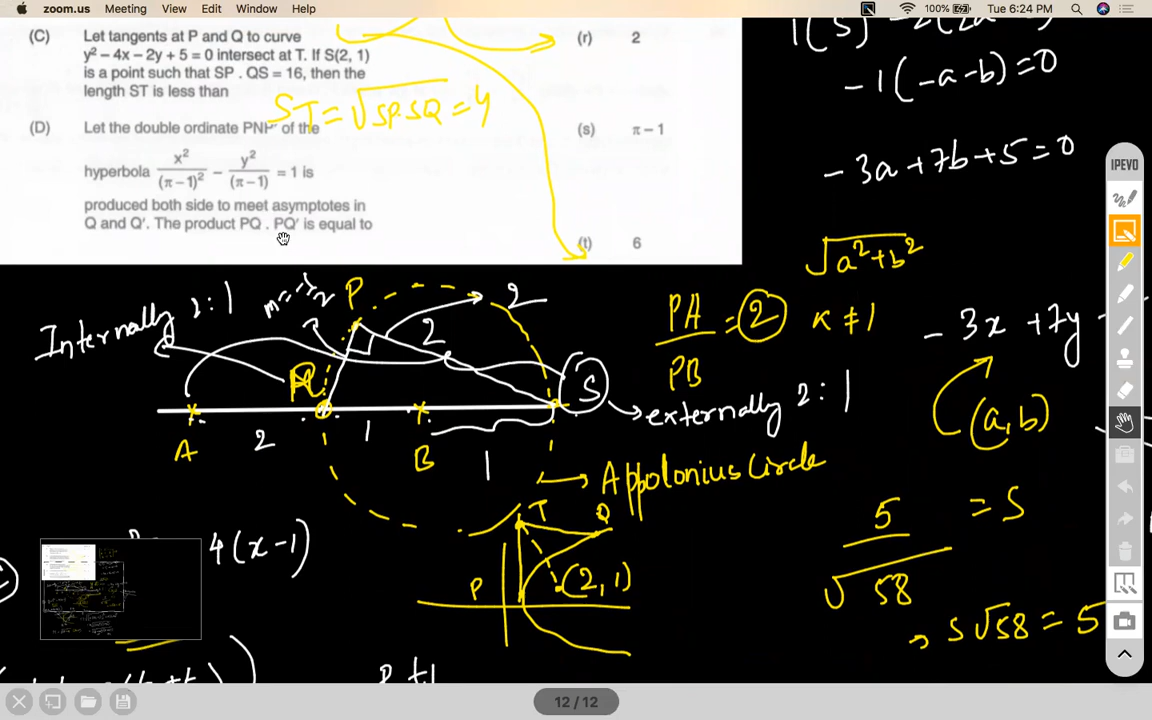 zoom.us Meeting View Edit Window Help 100% Tue 6:24 PM
(C) Let tangents at P and Q to curve
y² – 4x – 2y + 5 = 0 intersect at T. If S(2, 1)
is a point such that SP . QS = 16, then the
length ST is less than
(r) 2
ST = √SP.SQ = 4
(D) Let the double ordinate PNP' of the
hyperbola x²/(π – 1)² – y²/(π – 1) = 1 is
produced both side to meet asymptotes in
Q and Q'. The product PQ . PQ' is equal to
(s) π – 1
(t) 6
-1(-a-b)=0
-3a+7b+5=0
√a²+b²
IPEVO
Internally 2:1
P
2
2
PA/PB = 2 K ≠ 1
-3x +7y
S
externally 2:1
(a,b)
A
2
1
B
1
Appolonius Circle
5/√58 = S
T
Q
4(x-1)
P
(2,1)
S√58 = 5
12 / 12